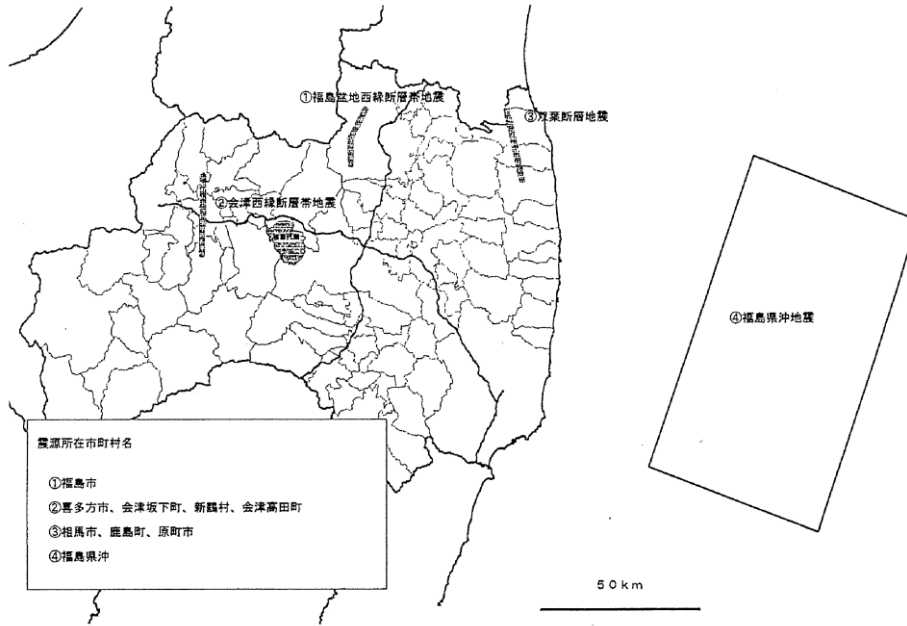 ①福島盆地西縁断層帯地震
③双葉断層地震
②会津西縁断層帯地震
④福島県沖地震
震源所在市町村名
①福島市
②喜多方市、会津坂下町、新鶴村、会津高田町
③相馬市、鹿島町、原町市
④福島県沖
50km